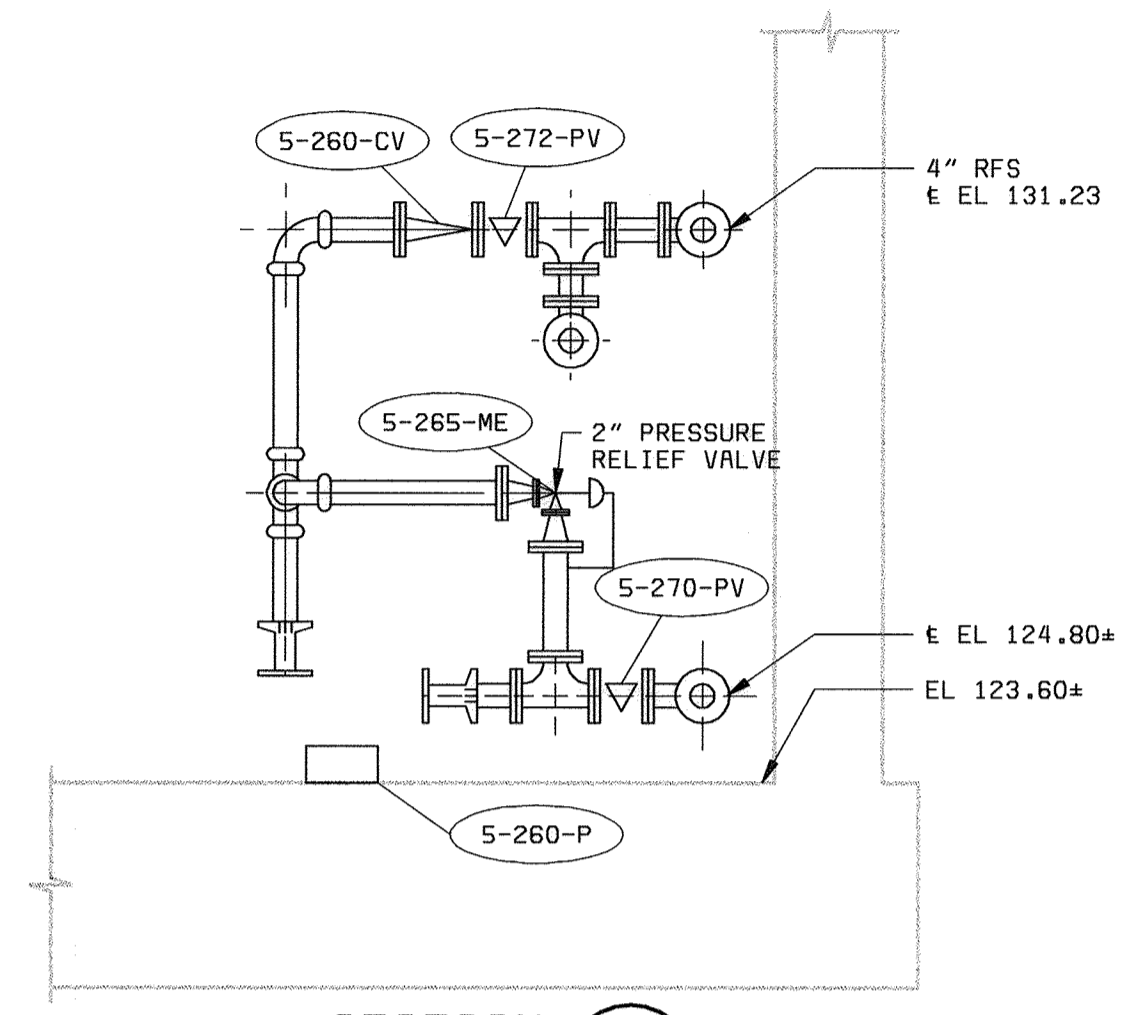 5-260-CV
5-272-PV
4" RFS
℄ EL 131.23
5-265-ME
2" PRESSURE
RELIEF VALVE
5-270-PV
℄ EL 124.80±
EL 123.60±
5-260-P